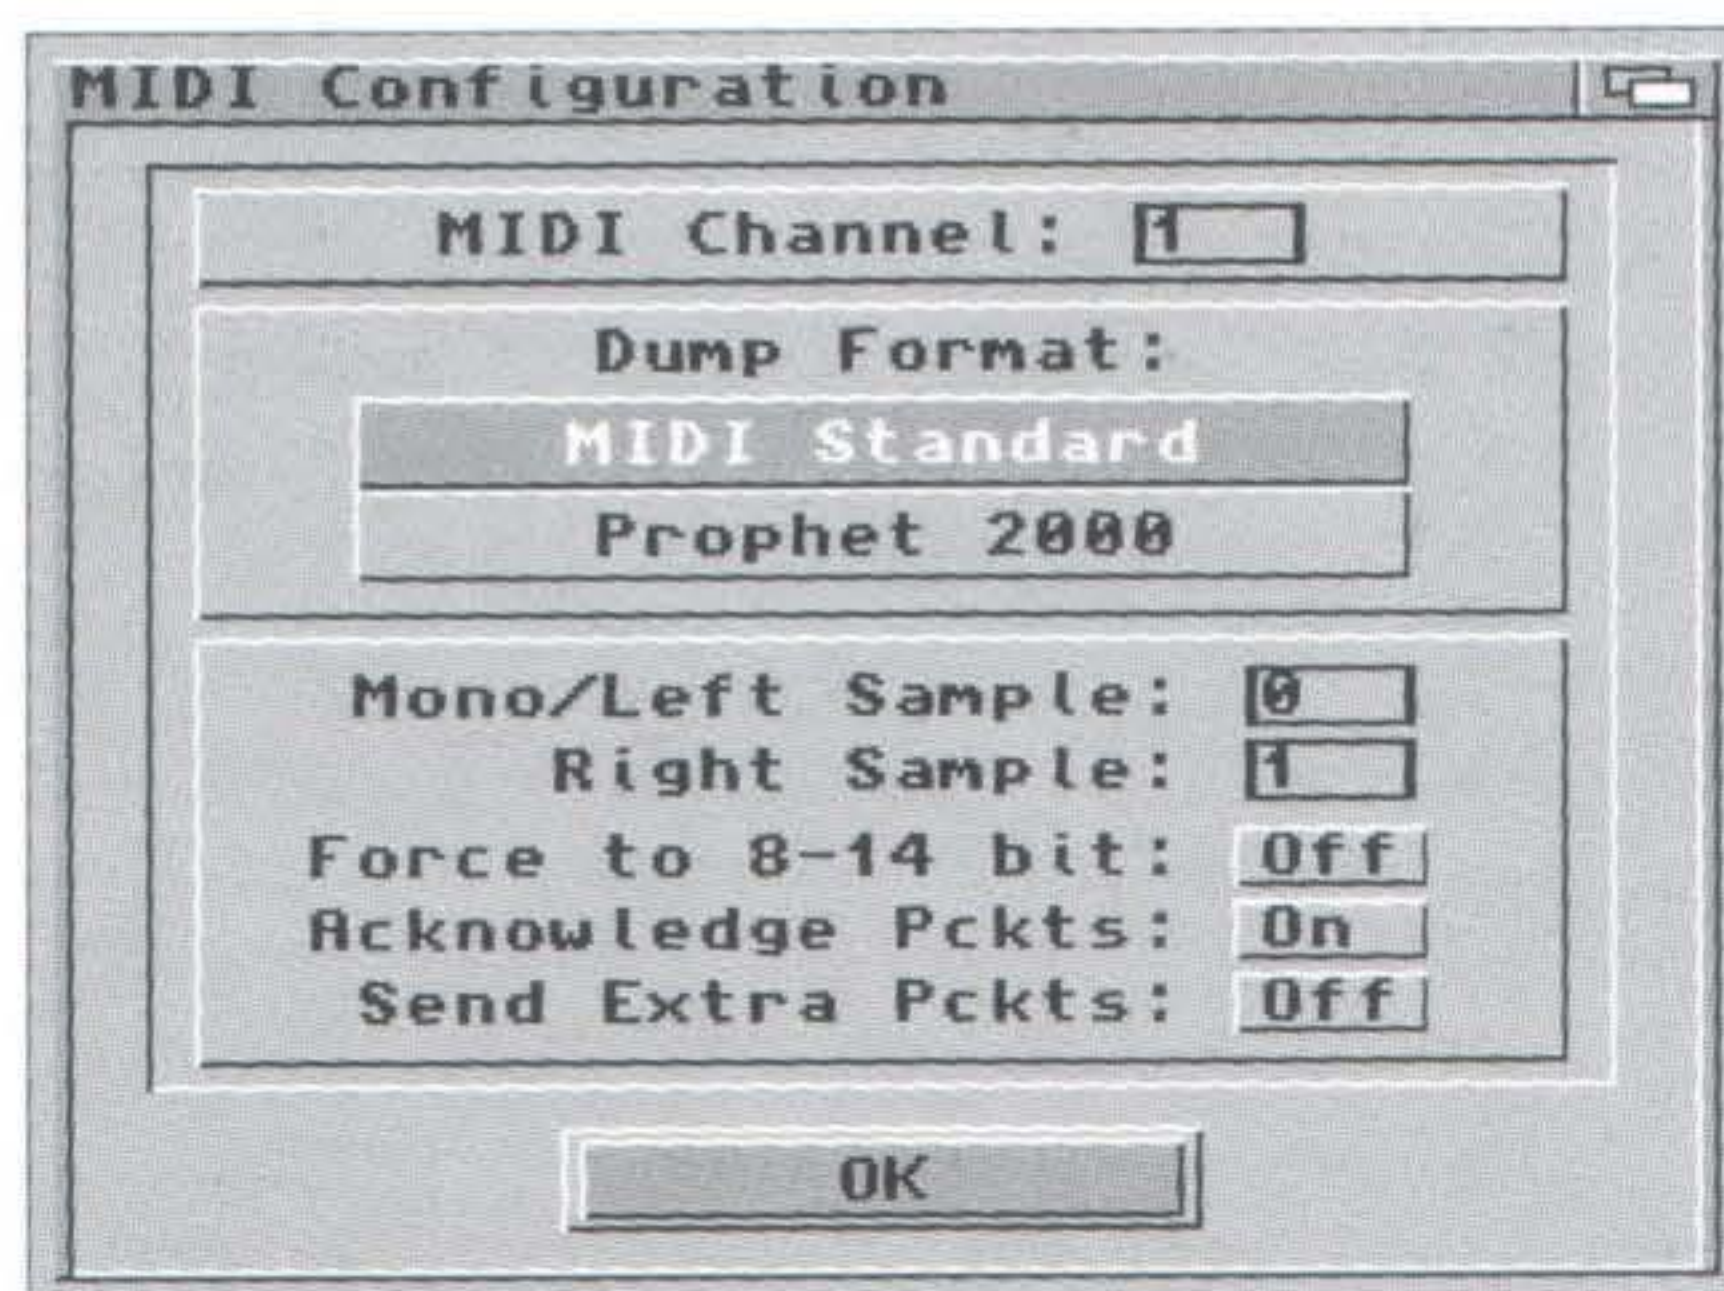 MIDI Configuration
MIDI Channel: 1
Dump Format:
MIDI Standard
Prophet 2000
Mono/Left Sample: 0
Right Sample: 1
Force to 8-14 bit: Off
Acknowledge Pckts: On
Send Extra Pckts: Off
OK